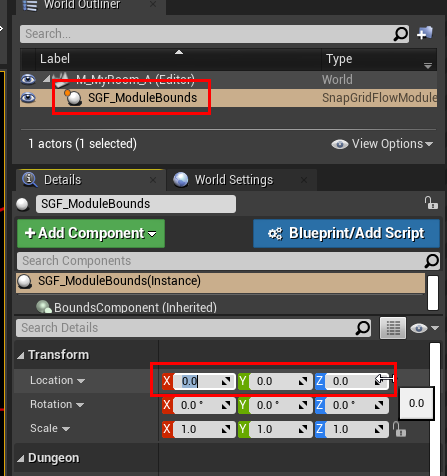 World Outliner
Search...
Label Type
M_MyRoom_A (Editor) World
SGF_ModuleBounds SnapGridFlowModule
1 actors (1 selected) View Options
Details World Settings
SGF_ModuleBounds
+Add Component Blueprint/Add Script
Search Components
SGF_ModuleBounds(Instance)
BoundsComponent (Inherited)
Search Details
Transform
Location X 0.0 Y 0.0 Z 0.0
0.0
Rotation X 0.0 ° Y 0.0 ° Z 0.0 °
Scale X 1.0 Y 1.0 Z 1.0
Dungeon